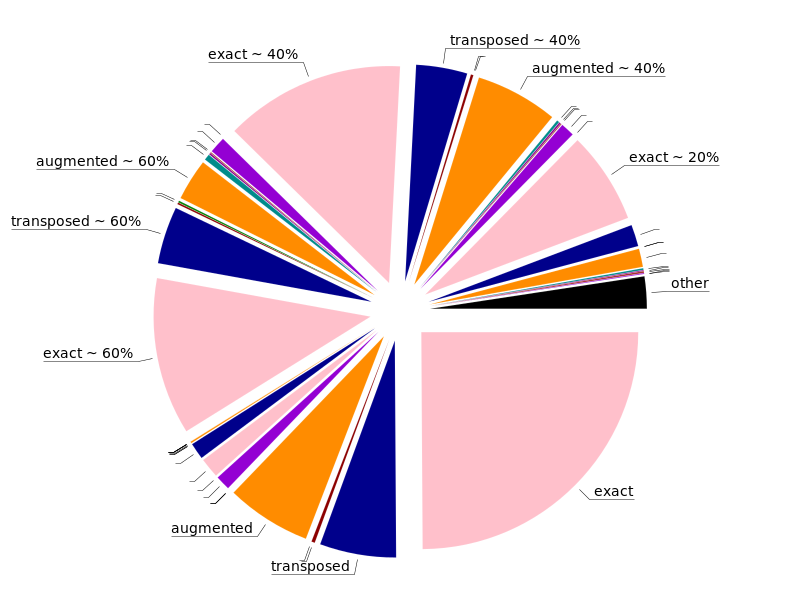 transposed ~ 40%
exact ~ 40%
augmented ~ 40%
exact ~ 20%
augmented ~ 60%
transposed ~ 60%
other
exact ~ 60%
exact
augmented
transposed